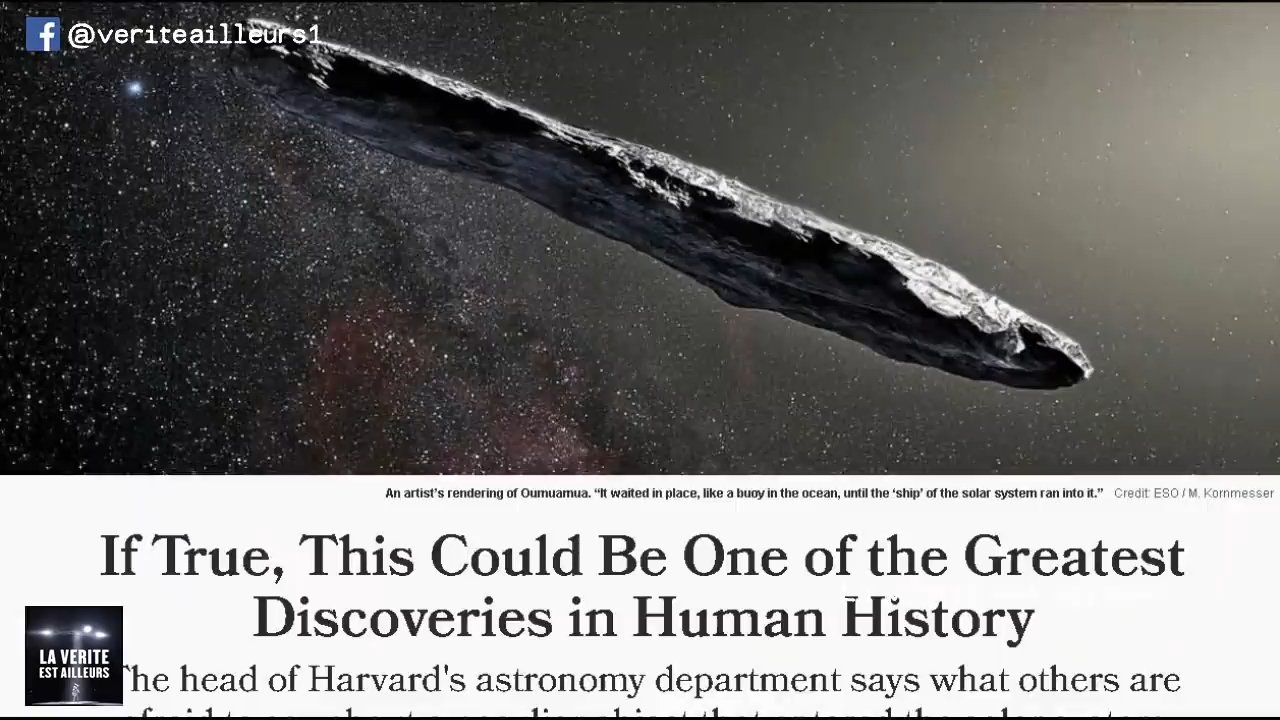 @veriteailleurs1
An artist's rendering of Oumuamua. “It waited in place, like a buoy in the ocean, until the ‘ship’ of the solar system ran into it.” Credit: ESO / M. Kornmesser
If True, This Could Be One of the Greatest
Discoveries in Human History
The head of Harvard's astronomy department says what others are
LA VERITE
EST AILLEURS